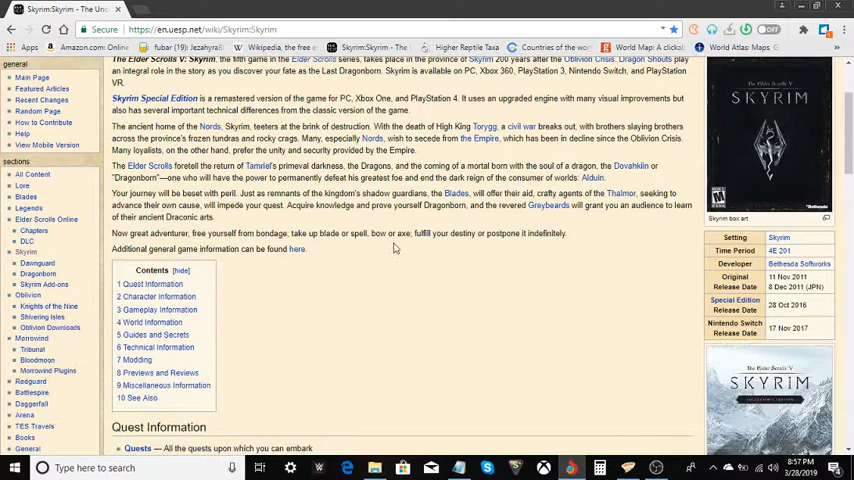 Skyrim:Skyrim - The Un
https://en.uesp.net/wiki/Skyrim:Skyrim
OFF
Apps
Amazon.com: Online
fubar (19): JezahyraB
Wikipedia, the free e
Skyrim:Skyrim - The
Higher Reptile Taxa
Countries of the wo
World Map: A clickab
World Atlas Maps: G
general
Main Page
Featured Articles
Recent Changes
Random Page
How to Contribute
Help
View Mobile Version
sections
All Content
Lore
Blades
Legends
Elder Scrolls Online
Chapters
DLC
Skyrim
Dawnguard
Dragonborn
Skyrim Add-ons
Oblivion
Knights of the Nine
Shivering Isles
Oblivion Downloads
Morrowind
Tribunal
Bloodmoon
Morrowind Plugins
Redguard
Battlespire
Daggerfall
Arena
TES Travels
Books
General
The Elder Scrolls V: Skyrim, the fifth game in the Elder Scrolls series, takes place in the province of Skyrim 200 years after the Oblivion Crisis. Dragon Shouts play
an integral role in the story as you discover your fate as the Last Dragonborn. Skyrim is available on PC, Xbox 360, PlayStation 3, Nintendo Switch, and PlayStation
VR.
Skyrim Special Edition is a remastered version of the game for PC, Xbox One, and PlayStation 4. It uses an upgraded engine with many visual improvements but
also has several important technical differences from the classic version of the game.
The ancient home of the Nords, Skyrim, teeters at the brink of destruction. With the death of High King Torygg, a civil war breaks out, with brothers slaying brothers
across the province's frozen tundras and rocky crags. Many, especially Nords, wish to secede from the Empire, which has been in decline since the Oblivion Crisis.
Many loyalists, on the other hand, prefer the unity and security provided by the Empire.
The Elder Scrolls foretell the return of Tamriel's primeval darkness, the Dragons, and the coming of a mortal born with the soul of a dragon, the Dovahkiin or
"Dragonborn"—one who will have the power to permanently defeat his greatest foe and end the dark reign of the consumer of worlds: Alduin.
Your journey will be beset with peril. Just as remnants of the kingdom's shadow guardians, the Blades, will offer their aid, crafty agents of the Thalmor, seeking to
advance their own cause, will impede your quest. Acquire knowledge and prove yourself Dragonborn, and the revered Greybeards will grant you an audience to learn
of their ancient Draconic arts.
Now great adventurer, free yourself from bondage; take up blade or spell, bow or axe; fulfill your destiny or postpone it indefinitely.
Additional general game information can be found here.
Contents [hide]
1 Quest Information
2 Character Information
3 Gameplay Information
4 World Information
5 Guides and Secrets
6 Technical Information
7 Modding
8 Previews and Reviews
9 Miscellaneous Information
10 See Also
Quest Information
Quests — All the quests upon which you can embark
The Elder Scrolls V
SKYRIM
M
Skyrim box art
Setting Skyrim
Time Period 4E 201
Developer Bethesda Softworks
Original Release Date 11 Nov 2011
8 Dec 2011 (JPN)
Special Edition Release Date 28 Oct 2016
Nintendo Switch Release Date 17 Nov 2017
The Elder Scrolls V
SKYRIM
Type here to search
8:57 PM
3/28/2019